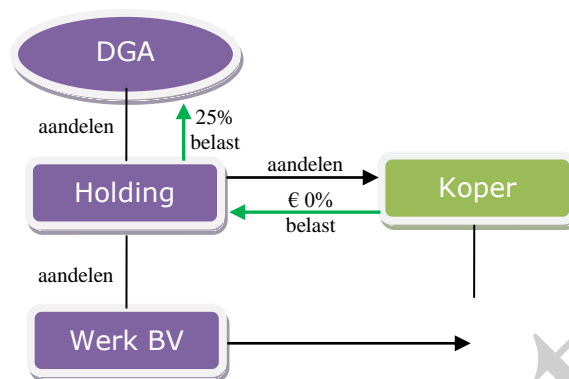 DGA
aandelen
25%
belast
Holding
aandelen
Koper
€ 0%
belast
aandelen
Werk BV